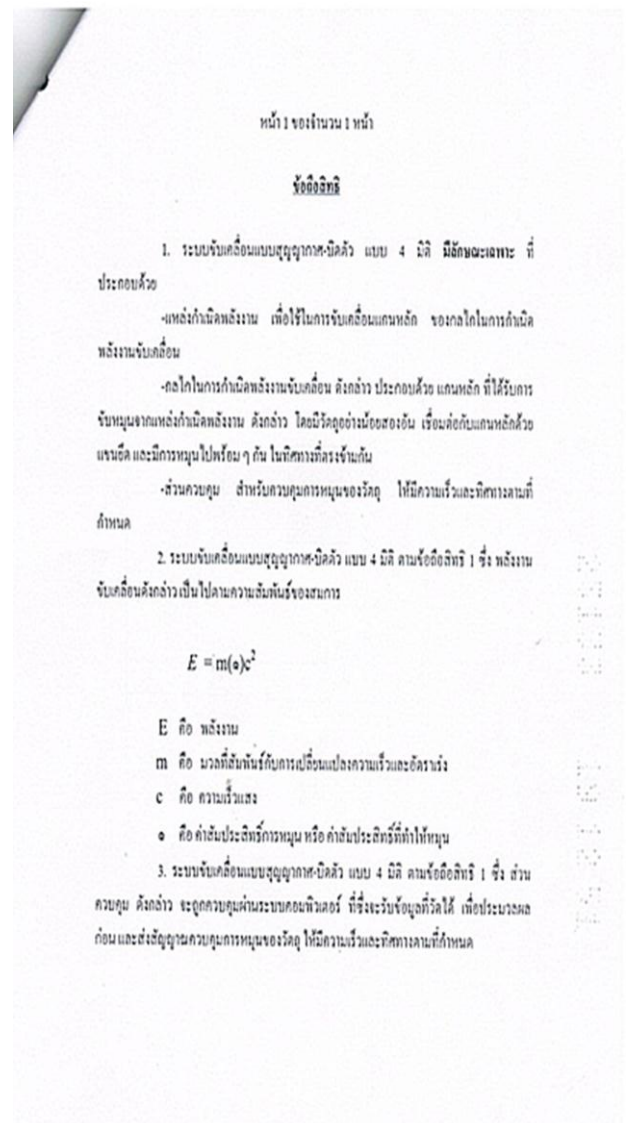 หน้า 1 ของจำนวน 1 หน้า
ข้อถือสิทธิ
1. ระบบขับเคลื่อนแบบสุญญากาศ-บิดตัว แบบ 4 มิติ มีลักษณะเฉพาะ ที่
ประกอบด้วย
-แหล่งกำเนิดพลังงาน เพื่อใช้ในการขับเคลื่อนแกนหลัก ของกลไกในการกำเนิด
พลังงานขับเคลื่อน
-กลไกในการกำเนิดพลังงานขับเคลื่อน ดังกล่าว ประกอบด้วย แกนหลัก ที่ได้รับการ
ขับหมุนจากแหล่งกำเนิดพลังงาน ดังกล่าว โดยมีวัตถุอย่างน้อยสองอัน เชื่อมต่อกับแกนหลักด้วย
แขนยึด และมีการหมุนไปพร้อม ๆ กัน ในทิศทางที่ตรงข้ามกัน
-ส่วนควบคุม สำหรับควบคุมการหมุนของวัตถุ ให้มีความเร็วและทิศทางตามที่
กำหนด
2. ระบบขับเคลื่อนแบบสุญญากาศ-บิดตัว แบบ 4 มิติ ตามข้อถือสิทธิ 1 ซึ่ง พลังงาน
ขับเคลื่อนดังกล่าว เป็นไปตามความสัมพันธ์ของสมการ
E = m(๑)c²
E คือ พลังงาน
m คือ มวลที่สัมพันธ์กับการเปลี่ยนแปลงความเร็วและอัตราเร่ง
c คือ ความเร็วแสง
๑ คือ ค่าสัมประสิทธิ์การหมุน หรือ ค่าสัมประสิทธิ์ที่ทำให้หมุน
3. ระบบขับเคลื่อนแบบสุญญากาศ-บิดตัว แบบ 4 มิติ ตามข้อถือสิทธิ 1 ซึ่ง ส่วน
ควบคุม ดังกล่าว จะถูกควบคุมผ่านระบบคอมพิวเตอร์ ที่ซึ่งจะรับข้อมูลที่วัดได้ เพื่อประมวลผล
ก่อน และส่งสัญญาณควบคุมการหมุนของวัตถุ ให้มีความเร็วและทิศทางตามที่กำหนด